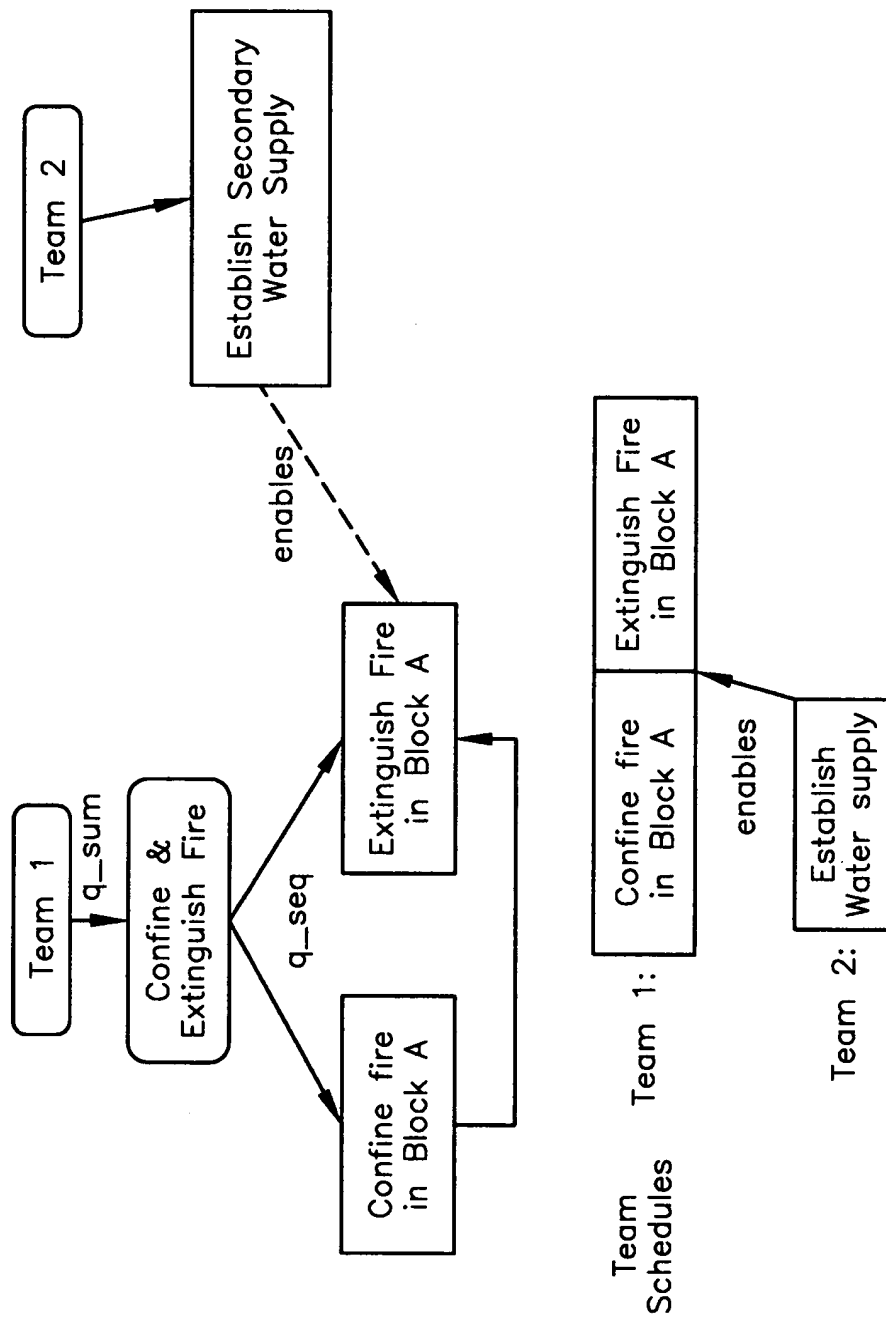 Team 1
q_sum
Confine &
Extinguish Fire
q_seq
Confine fire
in Block A
Extinguish Fire
in Block A
Team 2
Establish Secondary
Water Supply
enables
Team
Schedules
Team 1:
Confine fire
in Block A
Extinguish Fire
in Block A
enables
Team 2:
Establish
Water supply